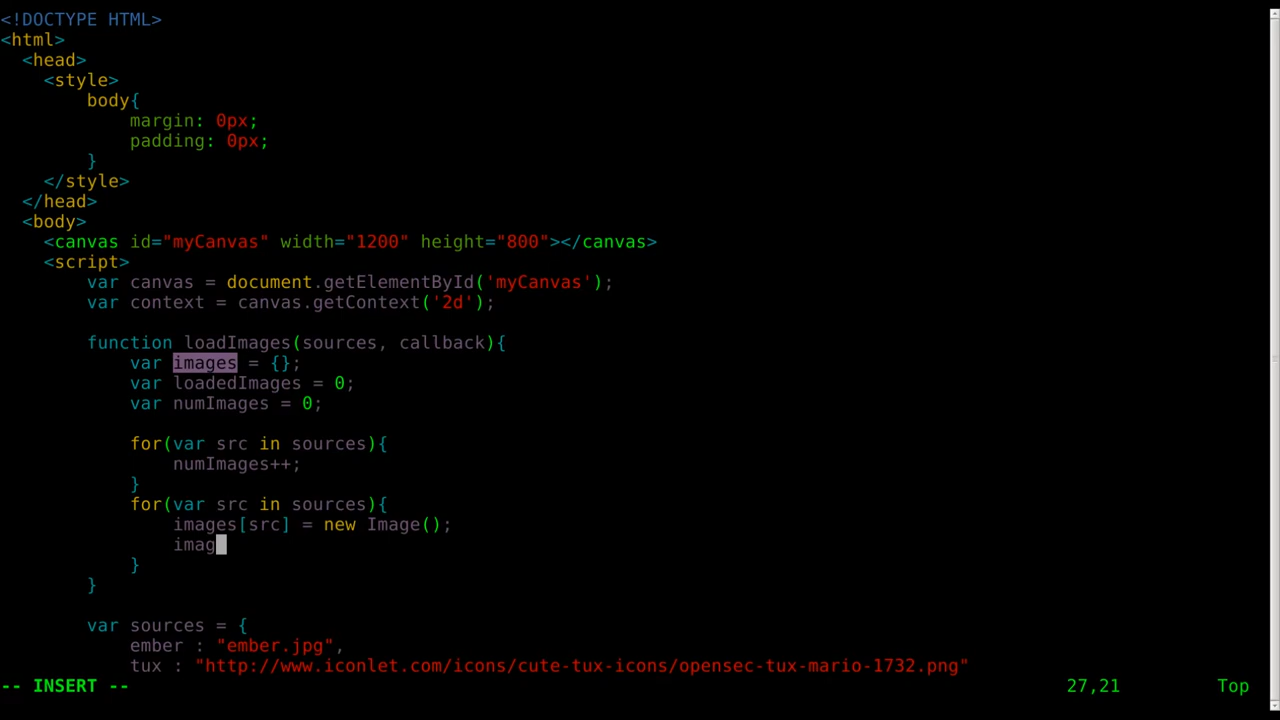 <!DOCTYPE HTML>
<html>
  <head>
    <style>
        body{
            margin: 0px;
            padding: 0px;
        }
    </style>
  </head>
  <body>
    <canvas id="myCanvas" width="1200" height="800"></canvas>
    <script>
        var canvas = document.getElementById('myCanvas');
        var context = canvas.getContext('2d');

        function loadImages(sources, callback){
            var images = {};
            var loadedImages = 0;
            var numImages = 0;

            for(var src in sources){
                numImages++;
            }
            for(var src in sources){
                images[src] = new Image();
                imag
            }
        }

        var sources = {
            ember : "ember.jpg",
            tux : "http://www.iconlet.com/icons/cute-tux-icons/opensec-tux-mario-1732.png"
-- INSERT -- 27,21 Top